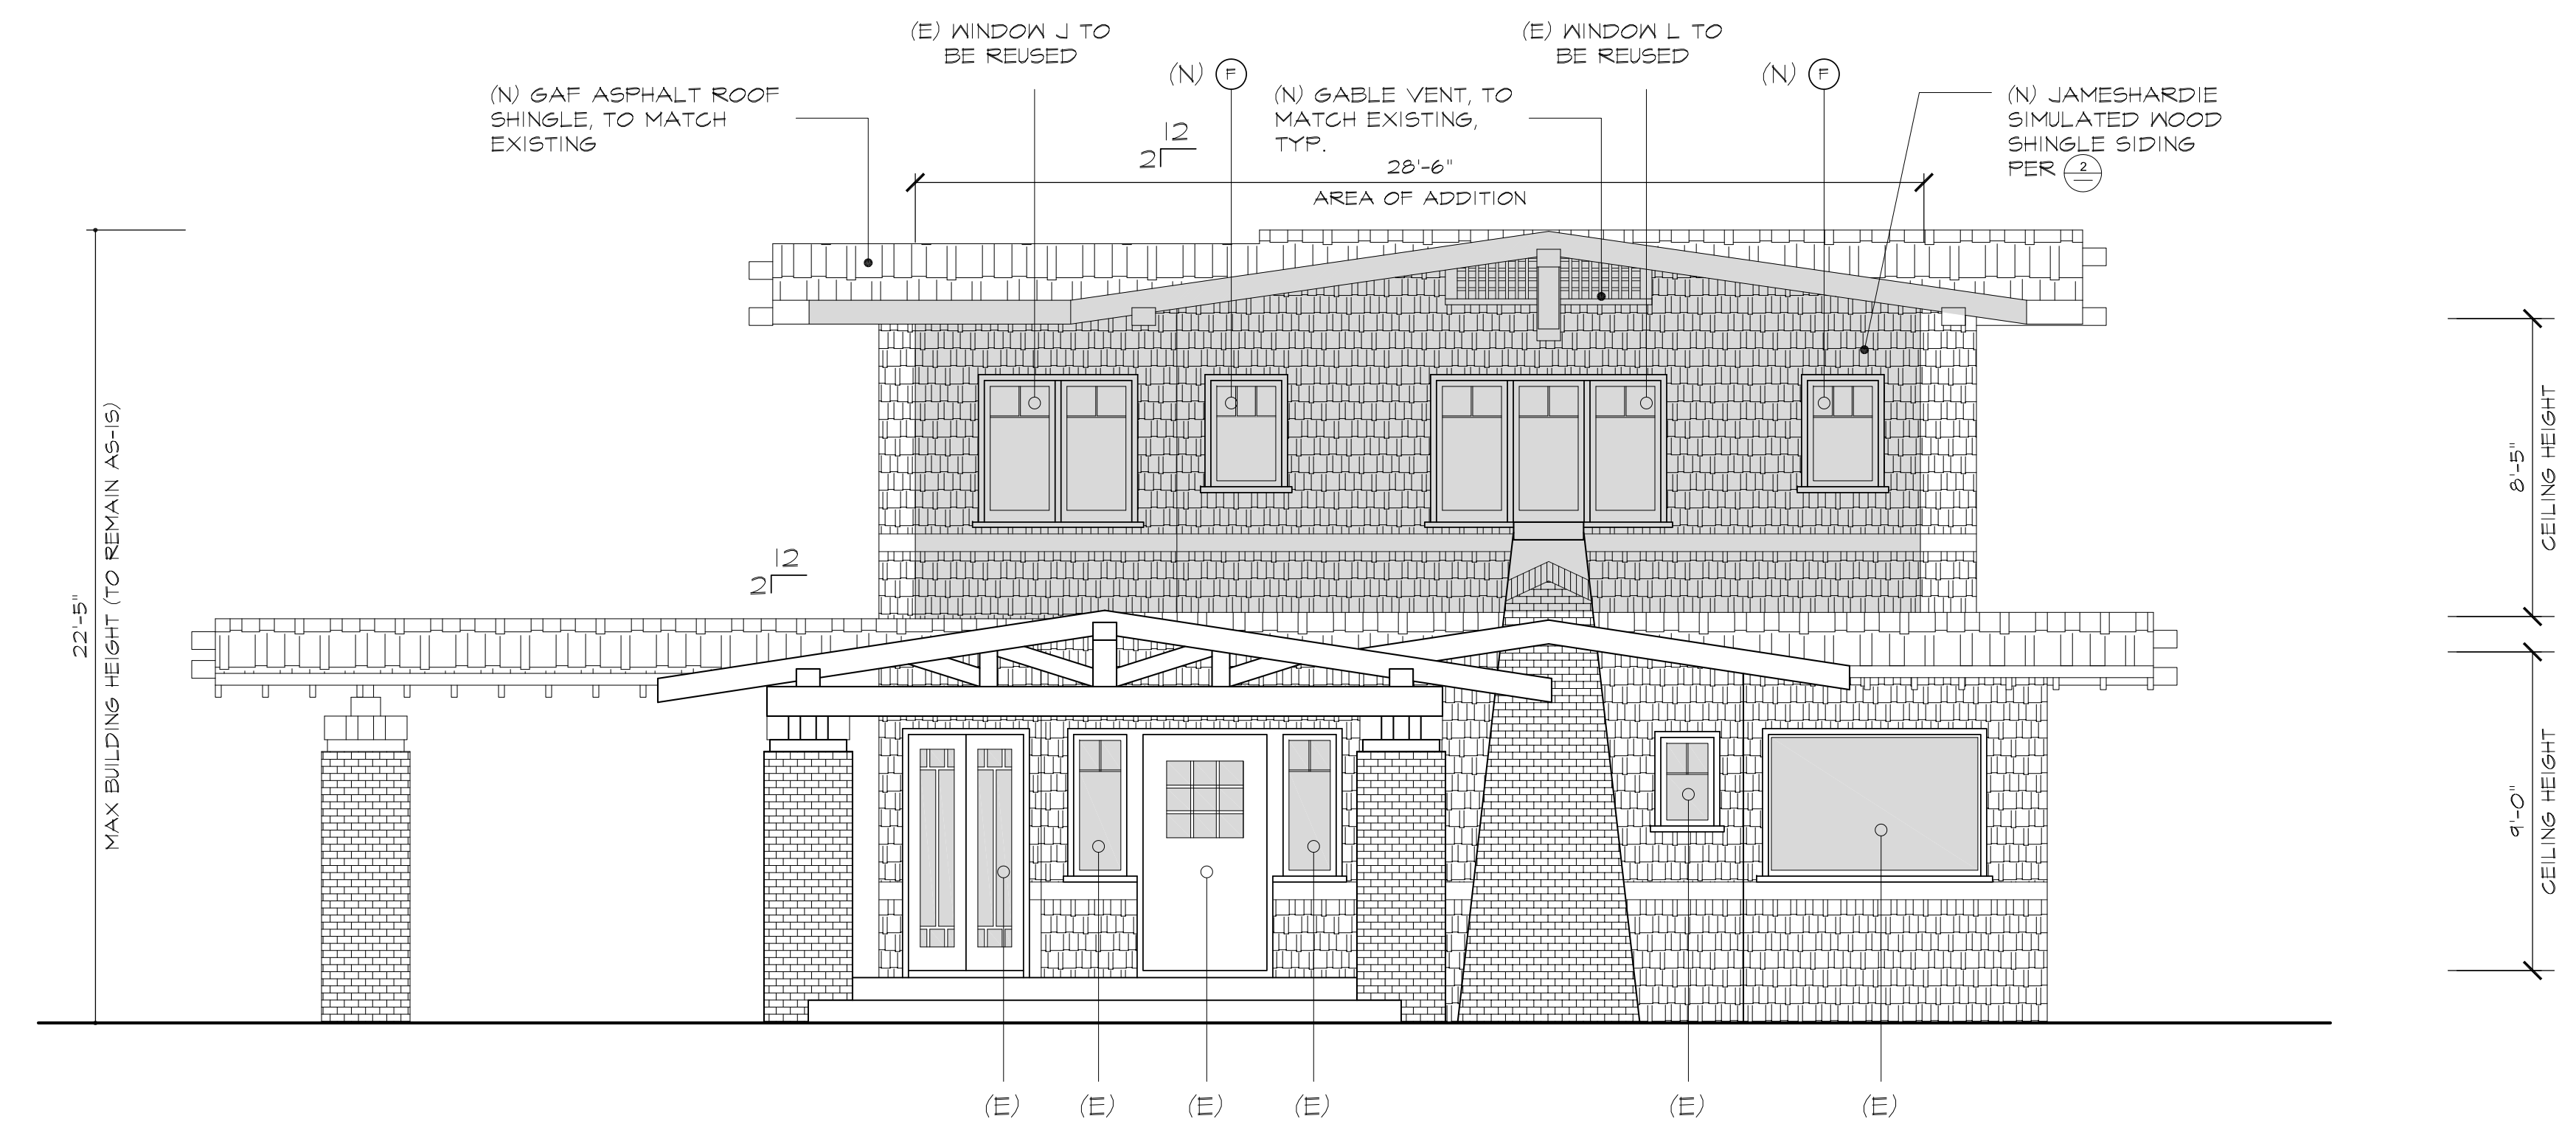 (E) WINDOW J TO
BE REUSED
(E) WINDOW L TO
BE REUSED
(N) F
(N) F
(N) GAF ASPHALT ROOF
SHINGLE, TO MATCH
EXISTING
(N) GABLE VENT, TO
MATCH EXISTING,
TYP.
(N) JAMESHARDIE
SIMULATED WOOD
SHINGLE SIDING
PER 2
12
2
28'-6"
AREA OF ADDITION
22'-5"
MAX BUILDING HEIGHT (TO REMAIN AS-IS)
12
2
8'-5"
CEILING HEIGHT
9'-0"
CEILING HEIGHT
(E) (E) (E) (E) (E) (E)